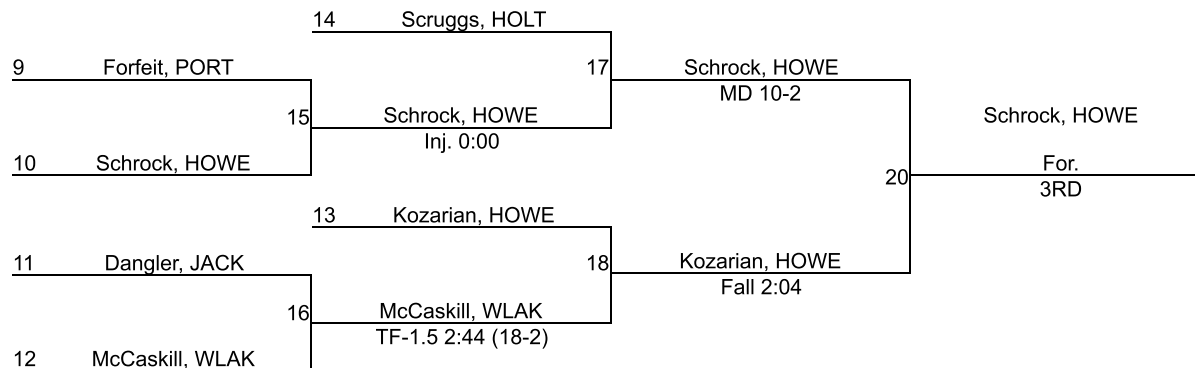 14 Scruggs, HOLT
9 Forfeit, PORT
17 Schrock, HOWE
MD 10-2
15 Schrock, HOWE
Inj. 0:00
Schrock, HOWE
10 Schrock, HOWE
For.
20
3RD
13 Kozarian, HOWE
11 Dangler, JACK
18 Kozarian, HOWE
Fall 2:04
16 McCaskill, WLAK
TF-1.5 2:44 (18-2)
12 McCaskill, WLAK